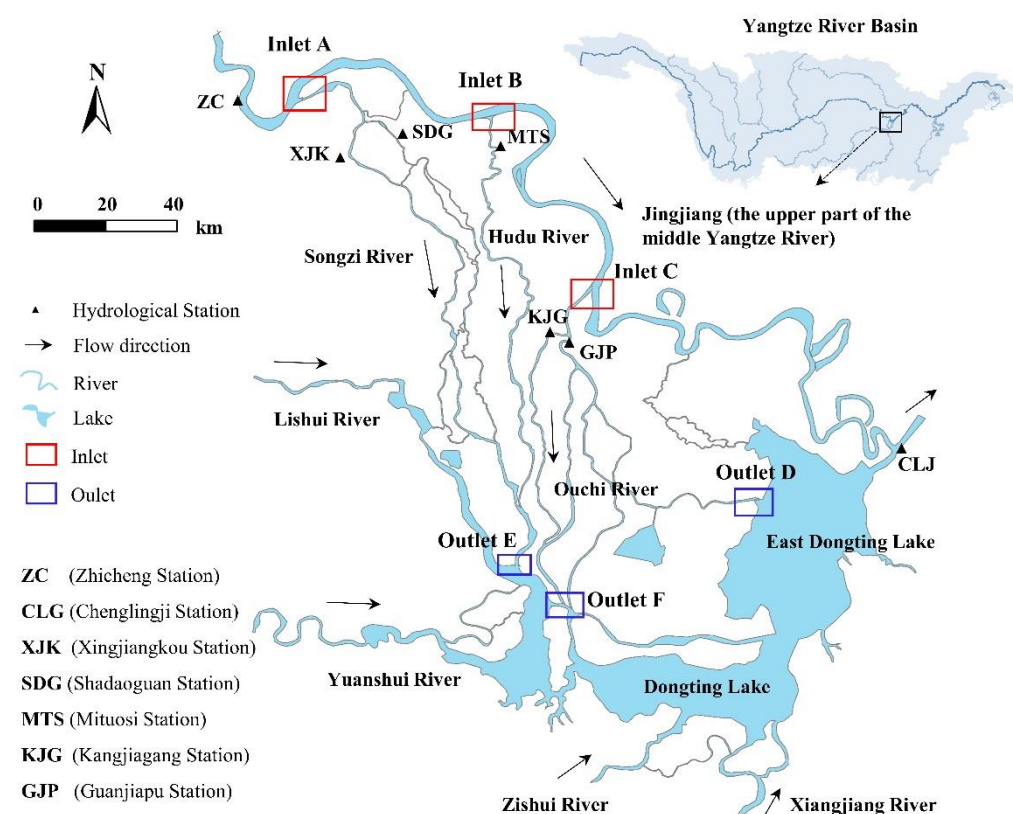 Yangtze River Basin
Inlet A
N
Inlet B
ZC
SDG
MTS
XJK
0 20 40
km
Jingjiang (the upper part of the
middle Yangtze River)
Hudu River
Songzi River
Inlet C
Hydrological Station
KJG
Flow direction
GJP
River
Lishui River
Lake
Inlet
CLJ
Outlet D
Oulet
Ouchi River
Outlet E
East Dongting Lake
ZC (Zhicheng Station)
Outlet F
CLG (Chenglingji Station)
XJK (Xingjiangkou Station)
Yuanshui River
SDG (Shadaoguan Station)
Dongting Lake
MTS (Mituosi Station)
KJG (Kangjiagang Station)
GJP (Guanjiapu Station)
Zishui River
Xiangjiang River